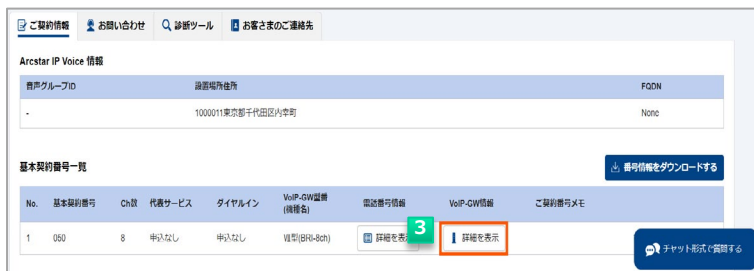 ご契約情報 お問い合わせ 診断ツール お客さまのご連絡先
Arcstar IP Voice 情報
音声グループID 設置場所住所 FQDN
- 1000011東京都千代田区内幸町 None
基本契約番号一覧 番号情報をダウンロードする
No. 基本契約番号 Ch数 代表サービス ダイヤルイン VoIP-GW型番 (機種名) 電話番号情報 VoIP-GW情報 ご契約番号メモ
1 050 8 申込なし 申込なし VII型(BRI-8ch) 詳細を表示 3 詳細を表示
チャット形式で質問する